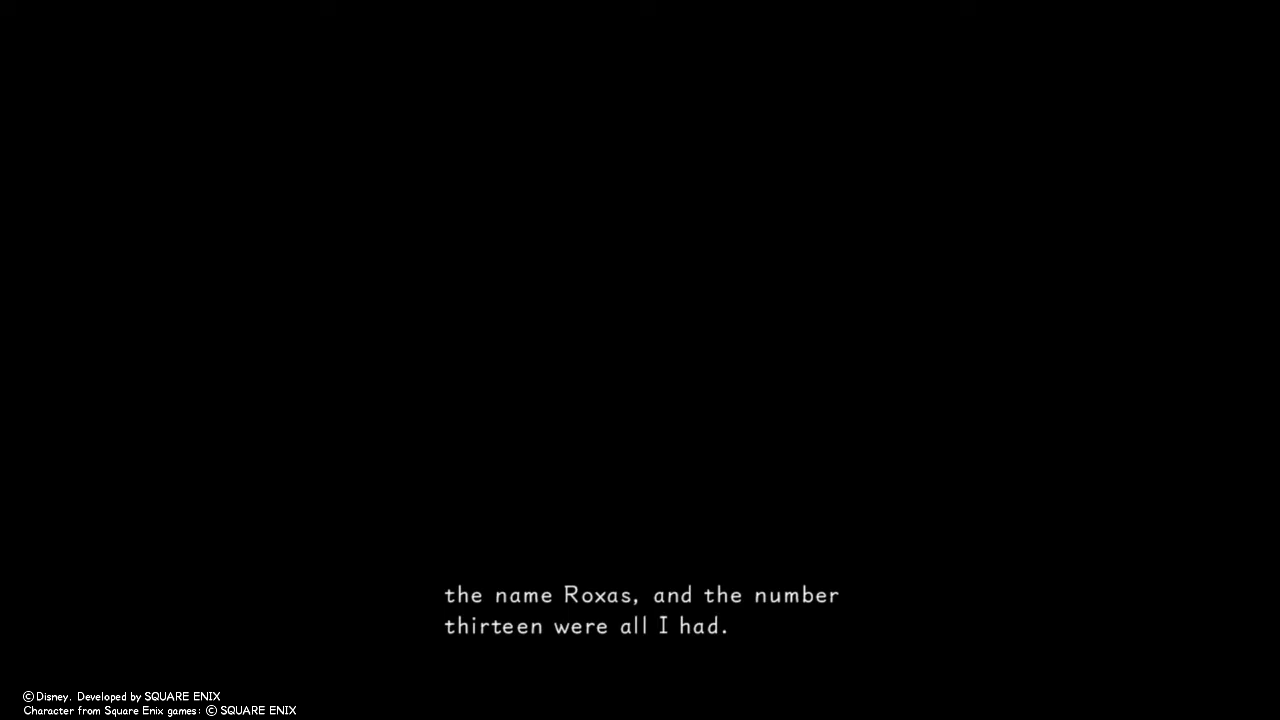 the name Roxas, and the number
thirteen were all I had.
©Disney. Developed by SQUARE ENIX
Character from Square Enix games: © SQUARE ENIX